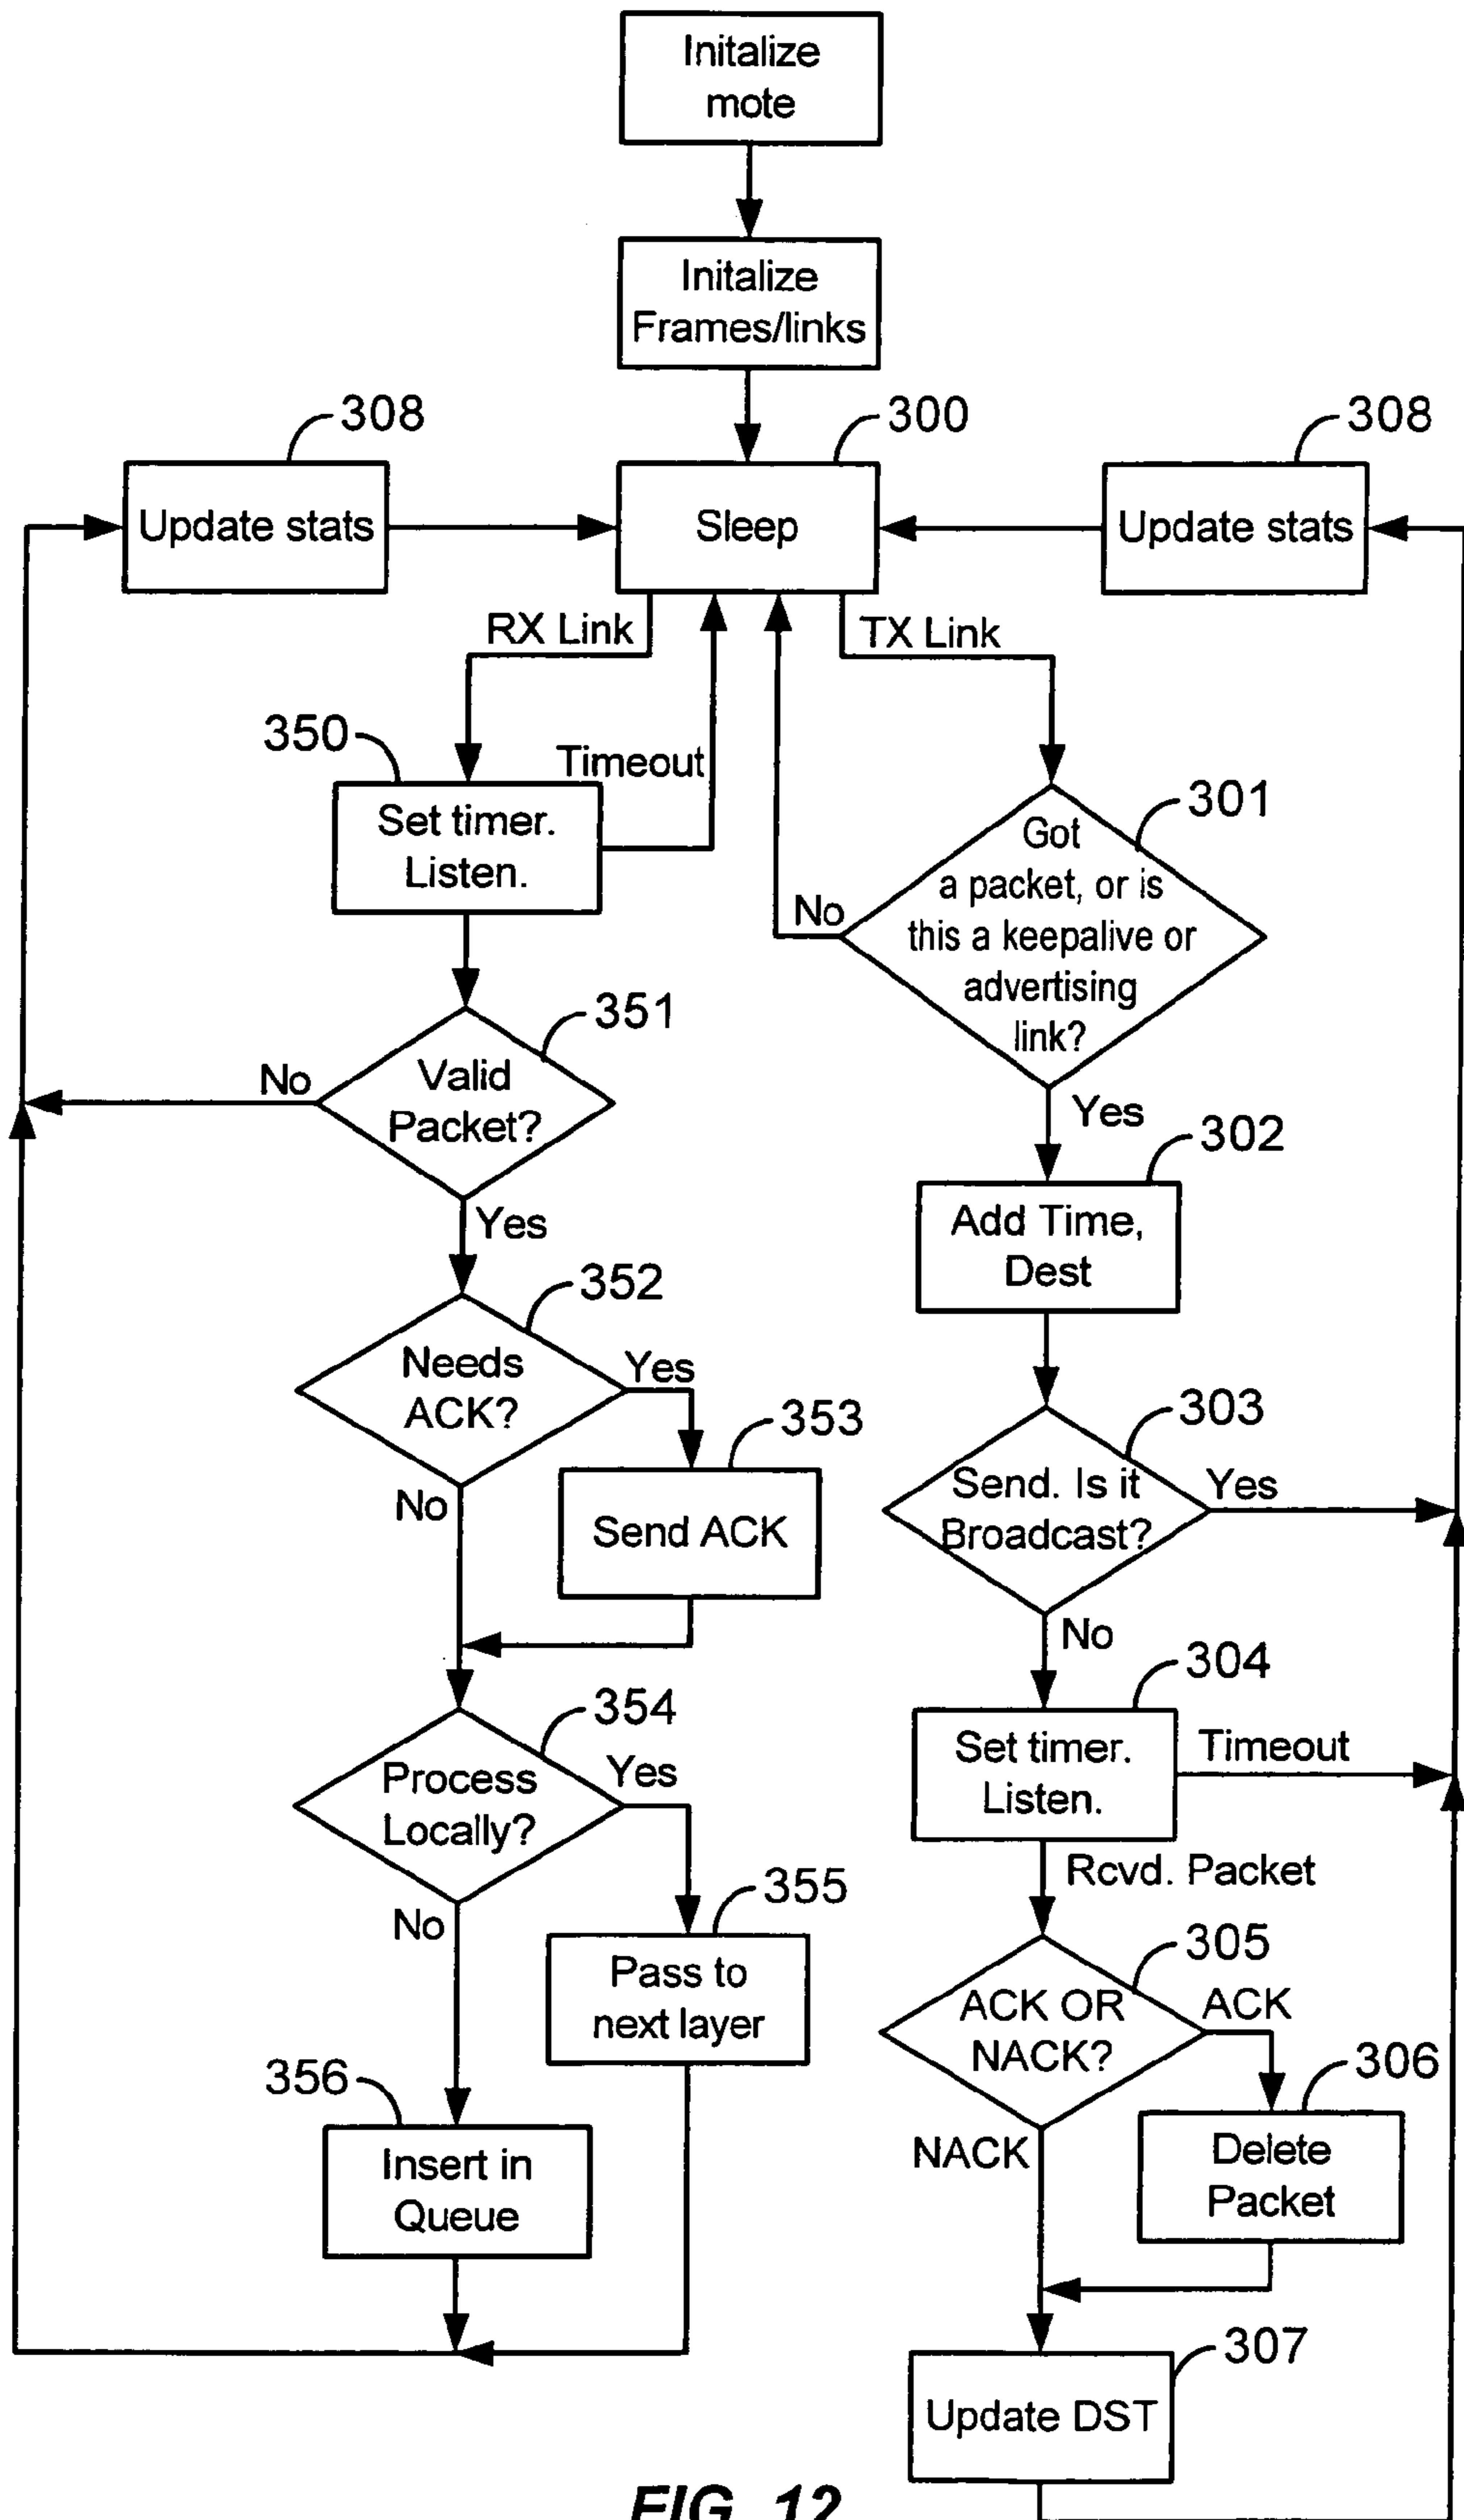 Initalize
mote
Initalize
Frames/links
308
300
308
Update stats
Sleep
Update stats
RX Link
TX Link
350
Timeout
Set timer.
Listen.
301
Got
a packet, or is
this a keepalive or
advertising
link?
No
351
Valid
Packet?
No
Yes
Yes
302
Add Time,
Dest
352
Needs
ACK?
Yes
No
353
Send ACK
303
Send. Is it
Broadcast?
Yes
No
304
Set timer.
Listen.
Timeout
354
Process
Locally?
Yes
No
355
Pass to
next layer
Rcvd. Packet
305
ACK OR
NACK?
ACK
NACK
306
Delete
Packet
356
Insert in
Queue
307
Update DST
FIG. 12